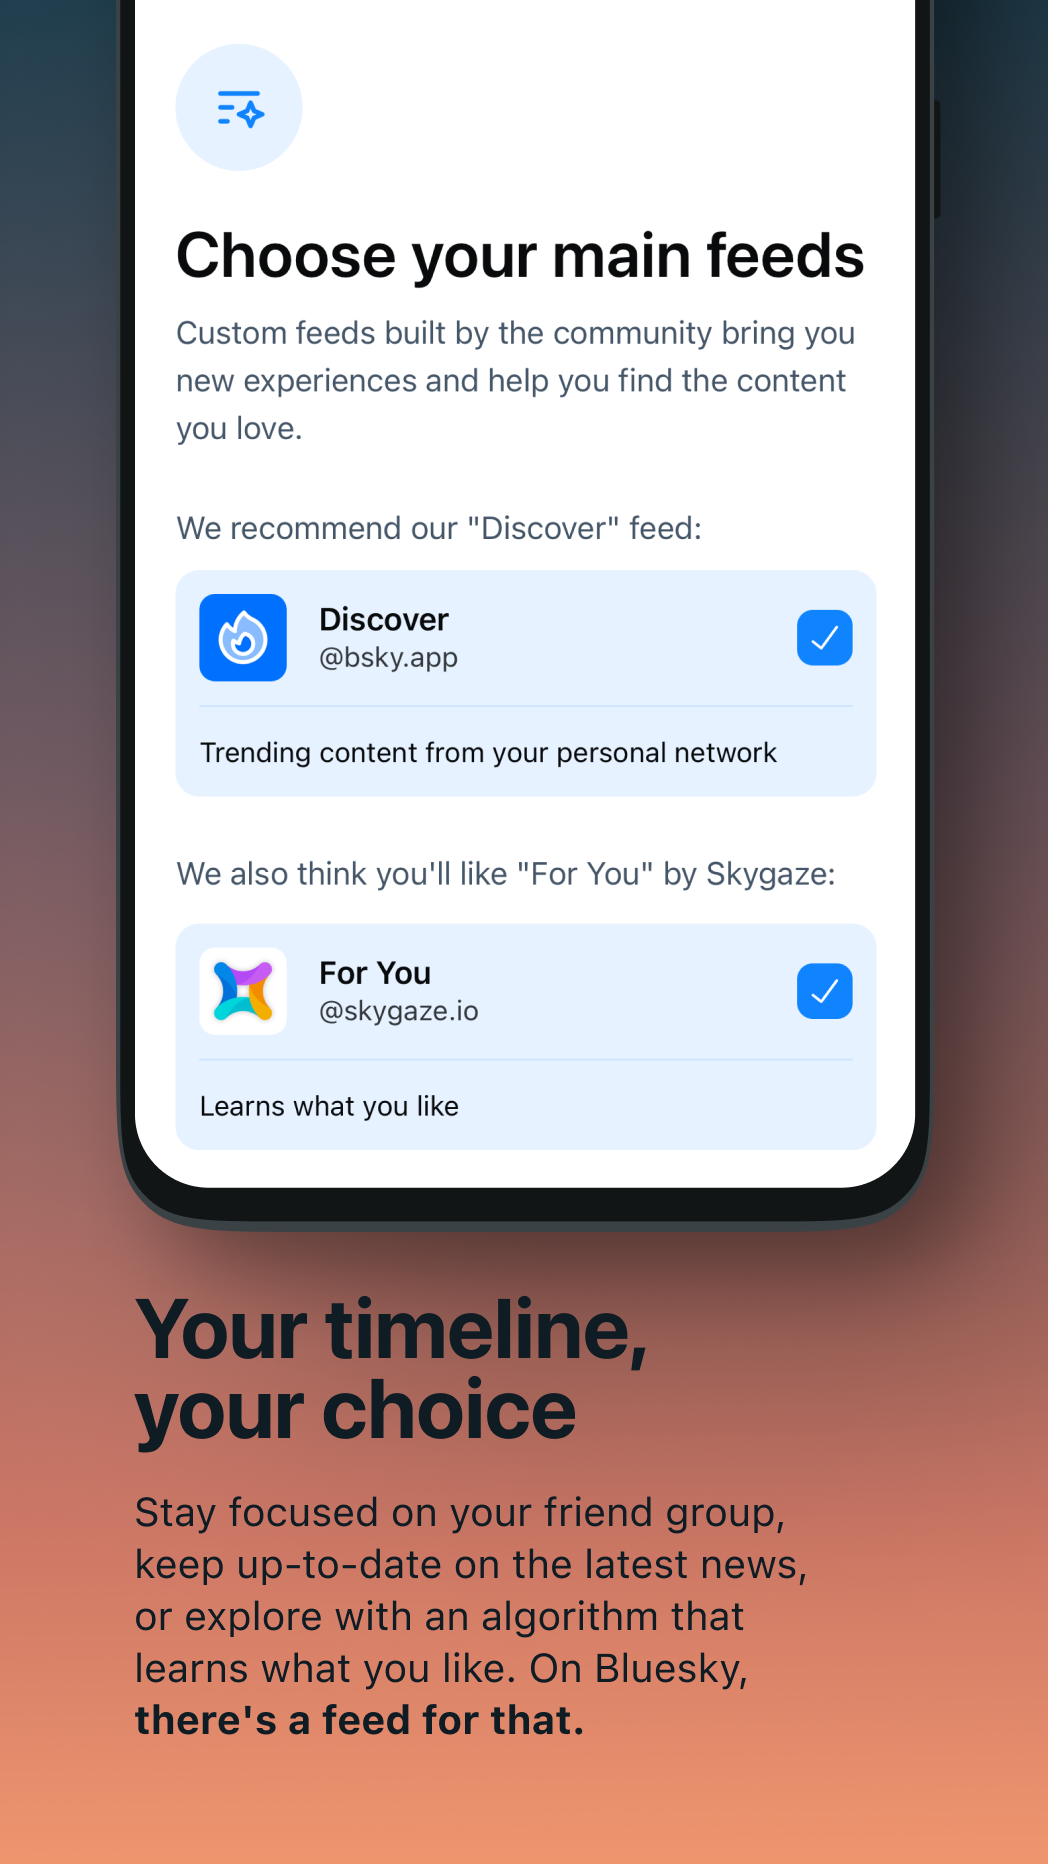 Choose your main feeds
Custom feeds built by the community bring you
new experiences and help you find the content
you love.
We recommend our "Discover" feed:
Discover
@bsky.app
Trending content from your personal network
We also think you'll like "For You" by Skygaze:
For You
@skygaze.io
Learns what you like
Your timeline,
your choice
Stay focused on your friend group,
keep up-to-date on the latest news,
or explore with an algorithm that
learns what you like. On Bluesky,
there's a feed for that.